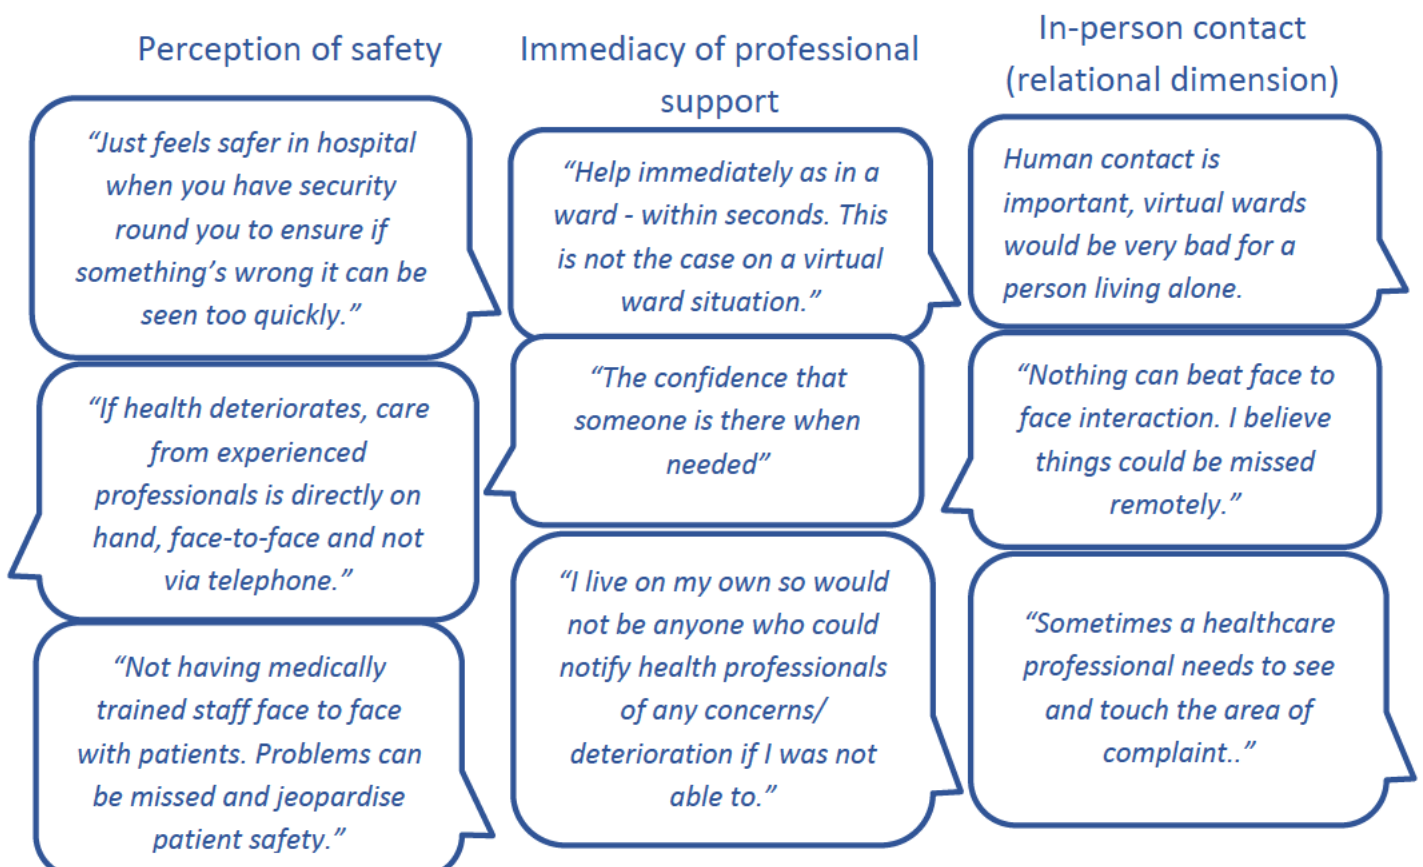 Perception of safety
“Just feels safer in hospital
when you have security
round you to ensure if
something’s wrong it can be
seen too quickly.”
“If health deteriorates, care
from experienced
professionals is directly on
hand, face-to-face and not
via telephone.”
“Not having medically
trained staff face to face
with patients. Problems can
be missed and jeopardise
patient safety.”
Immediacy of professional
support
“Help immediately as in a
ward - within seconds. This
is not the case on a virtual
ward situation.”
“The confidence that
someone is there when
needed”
“I live on my own so would
not be anyone who could
notify health professionals
of any concerns/
deterioration if I was not
able to.”
In-person contact
(relational dimension)
Human contact is
important, virtual wards
would be very bad for a
person living alone.
“Nothing can beat face to
face interaction. I believe
things could be missed
remotely.”
“Sometimes a healthcare
professional needs to see
and touch the area of
complaint..”